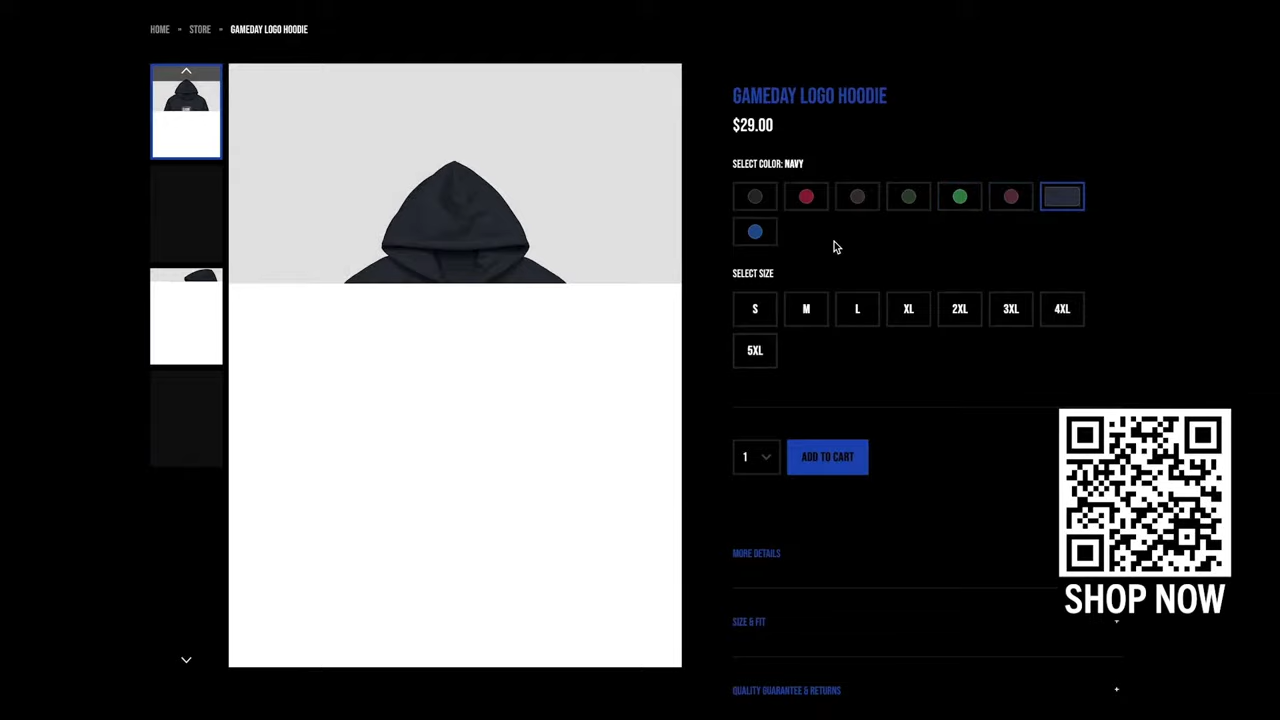 HOME - STORE - GAMEDAY LOGO HOODIE
GAMEDAY LOGO HOODIE
$29.00
SELECT COLOR: NAVY
SELECT SIZE
S M L XL 2XL 3XL 4XL
5XL
1 ADD TO CART
MORE DETAILS
SHOP NOW
SIZE & FIT
QUALITY GUARANTEE & RETURNS +